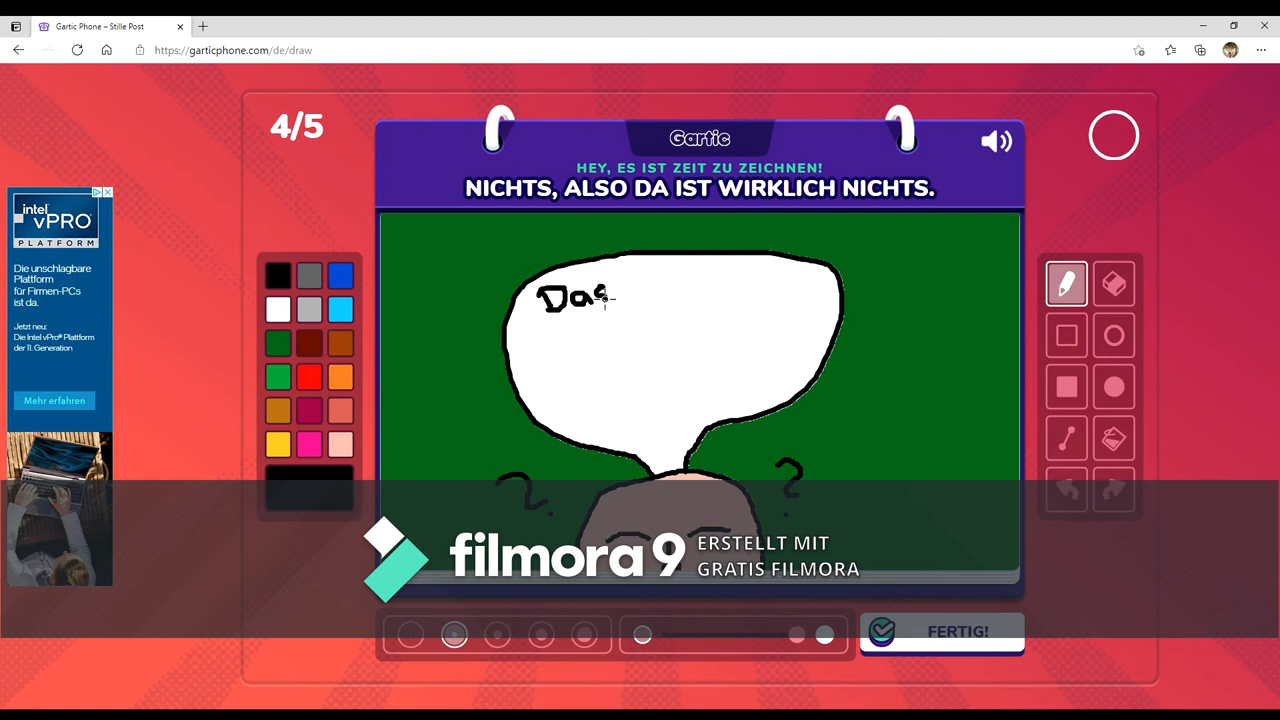 Gartic Phone – Stille Post
https://garticphone.com/de/draw
4/5
Gartic
HEY, ES IST ZEIT ZU ZEICHNEN!
NICHTS, ALSO DA IST WIRKLICH NICHTS.
intel
vPRO
PLATFORM
Die unschlagbare
Plattform
für Firmen-PCs
ist da.
Jetzt neu:
Die Intel vPro® Plattform
der 11. Generation
Mehr erfahren
Das
?
?
filmora 9
ERSTELLT MIT
GRATIS FILMORA
FERTIG!